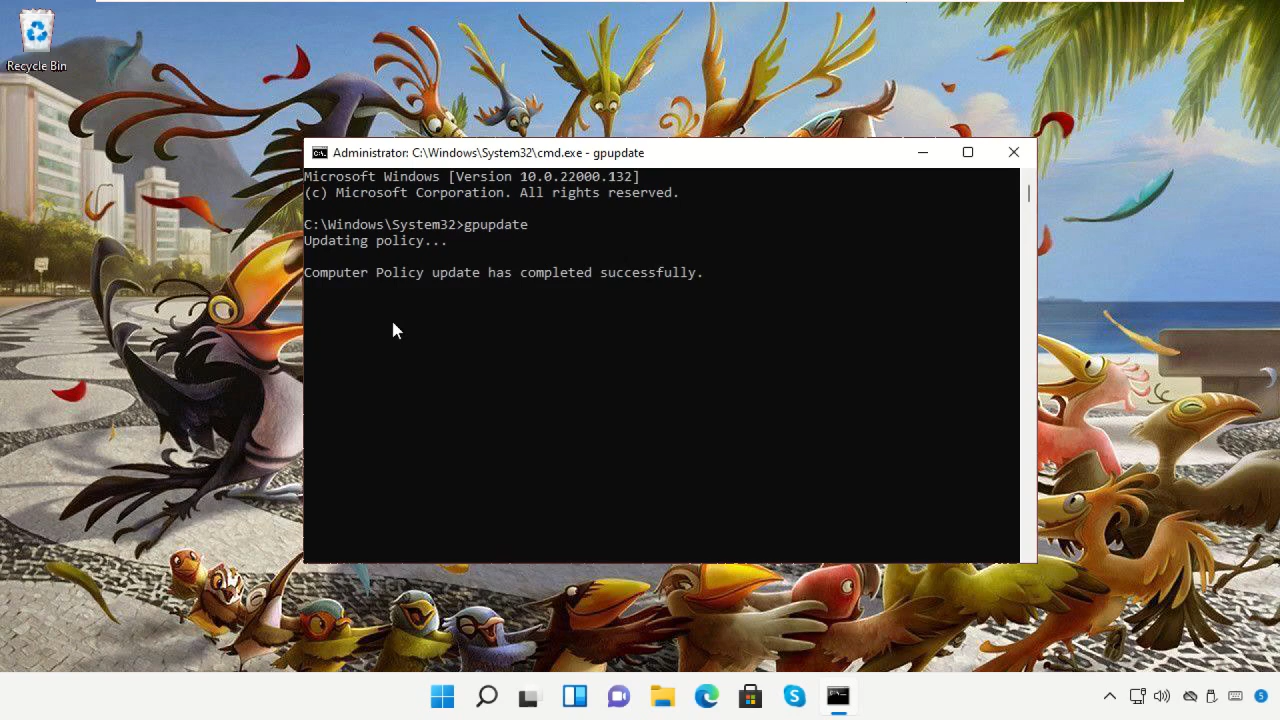 Recycle Bin
Administrator: C:\Windows\System32\cmd.exe - gpupdate
Microsoft Windows [Version 10.0.22000.132]
(c) Microsoft Corporation. All rights reserved.
C:\Windows\System32>gpupdate
Updating policy...
Computer Policy update has completed successfully.
5